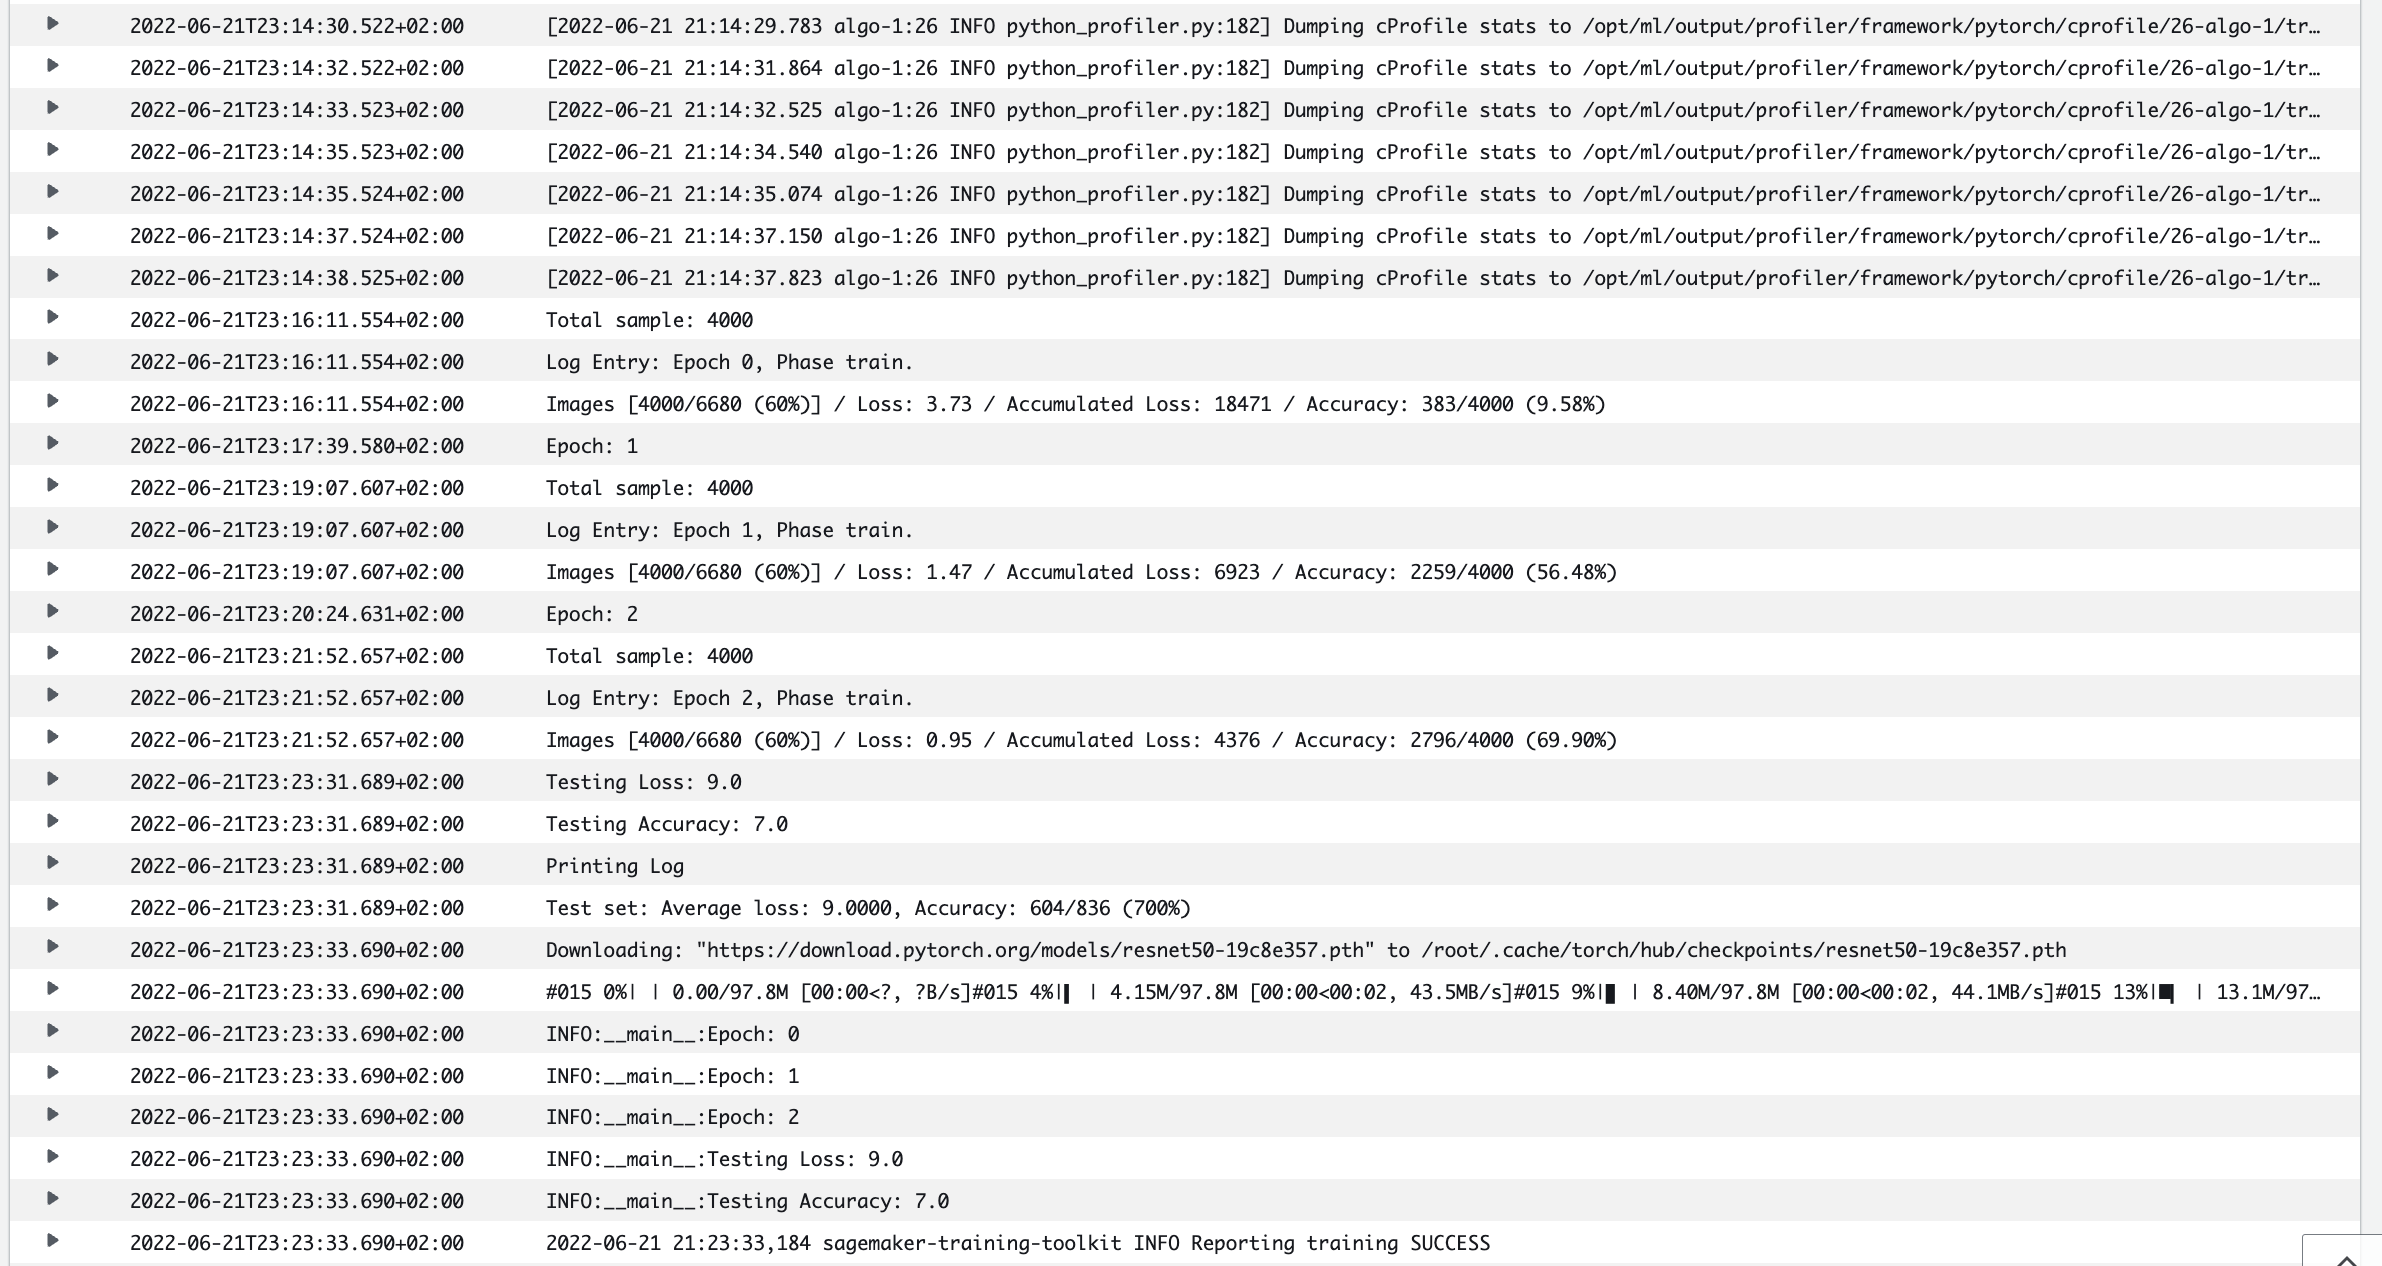 2022-06-21T23:14:30.522+02:00 [2022-06-21 21:14:29.783 algo-1:26 INFO python_profiler.py:182] Dumping cProfile stats to /opt/ml/output/profiler/framework/pytorch/cprofile/26-algo-1/tr…
2022-06-21T23:14:32.522+02:00 [2022-06-21 21:14:31.864 algo-1:26 INFO python_profiler.py:182] Dumping cProfile stats to /opt/ml/output/profiler/framework/pytorch/cprofile/26-algo-1/tr…
2022-06-21T23:14:33.523+02:00 [2022-06-21 21:14:32.525 algo-1:26 INFO python_profiler.py:182] Dumping cProfile stats to /opt/ml/output/profiler/framework/pytorch/cprofile/26-algo-1/tr…
2022-06-21T23:14:35.523+02:00 [2022-06-21 21:14:34.540 algo-1:26 INFO python_profiler.py:182] Dumping cProfile stats to /opt/ml/output/profiler/framework/pytorch/cprofile/26-algo-1/tr…
2022-06-21T23:14:35.524+02:00 [2022-06-21 21:14:35.074 algo-1:26 INFO python_profiler.py:182] Dumping cProfile stats to /opt/ml/output/profiler/framework/pytorch/cprofile/26-algo-1/tr…
2022-06-21T23:14:37.524+02:00 [2022-06-21 21:14:37.150 algo-1:26 INFO python_profiler.py:182] Dumping cProfile stats to /opt/ml/output/profiler/framework/pytorch/cprofile/26-algo-1/tr…
2022-06-21T23:14:38.525+02:00 [2022-06-21 21:14:37.823 algo-1:26 INFO python_profiler.py:182] Dumping cProfile stats to /opt/ml/output/profiler/framework/pytorch/cprofile/26-algo-1/tr…
2022-06-21T23:16:11.554+02:00 Total sample: 4000
2022-06-21T23:16:11.554+02:00 Log Entry: Epoch 0, Phase train.
2022-06-21T23:16:11.554+02:00 Images [4000/6680 (60%)] / Loss: 3.73 / Accumulated Loss: 18471 / Accuracy: 383/4000 (9.58%)
2022-06-21T23:17:39.580+02:00 Epoch: 1
2022-06-21T23:19:07.607+02:00 Total sample: 4000
2022-06-21T23:19:07.607+02:00 Log Entry: Epoch 1, Phase train.
2022-06-21T23:19:07.607+02:00 Images [4000/6680 (60%)] / Loss: 1.47 / Accumulated Loss: 6923 / Accuracy: 2259/4000 (56.48%)
2022-06-21T23:20:24.631+02:00 Epoch: 2
2022-06-21T23:21:52.657+02:00 Total sample: 4000
2022-06-21T23:21:52.657+02:00 Log Entry: Epoch 2, Phase train.
2022-06-21T23:21:52.657+02:00 Images [4000/6680 (60%)] / Loss: 0.95 / Accumulated Loss: 4376 / Accuracy: 2796/4000 (69.90%)
2022-06-21T23:23:31.689+02:00 Testing Loss: 9.0
2022-06-21T23:23:31.689+02:00 Testing Accuracy: 7.0
2022-06-21T23:23:31.689+02:00 Printing Log
2022-06-21T23:23:31.689+02:00 Test set: Average loss: 9.0000, Accuracy: 604/836 (700%)
2022-06-21T23:23:33.690+02:00 Downloading: "https://download.pytorch.org/models/resnet50-19c8e357.pth" to /root/.cache/torch/hub/checkpoints/resnet50-19c8e357.pth
2022-06-21T23:23:33.690+02:00 #015 0%| | 0.00/97.8M [00:00<?, ?B/s]#015 4%|▍ | 4.15M/97.8M [00:00<00:02, 43.5MB/s]#015 9%|▊ | 8.40M/97.8M [00:00<00:02, 44.1MB/s]#015 13%|█▎ | 13.1M/97…
2022-06-21T23:23:33.690+02:00 INFO:__main__:Epoch: 0
2022-06-21T23:23:33.690+02:00 INFO:__main__:Epoch: 1
2022-06-21T23:23:33.690+02:00 INFO:__main__:Epoch: 2
2022-06-21T23:23:33.690+02:00 INFO:__main__:Testing Loss: 9.0
2022-06-21T23:23:33.690+02:00 INFO:__main__:Testing Accuracy: 7.0
2022-06-21T23:23:33.690+02:00 2022-06-21 21:23:33,184 sagemaker-training-toolkit INFO Reporting training SUCCESS